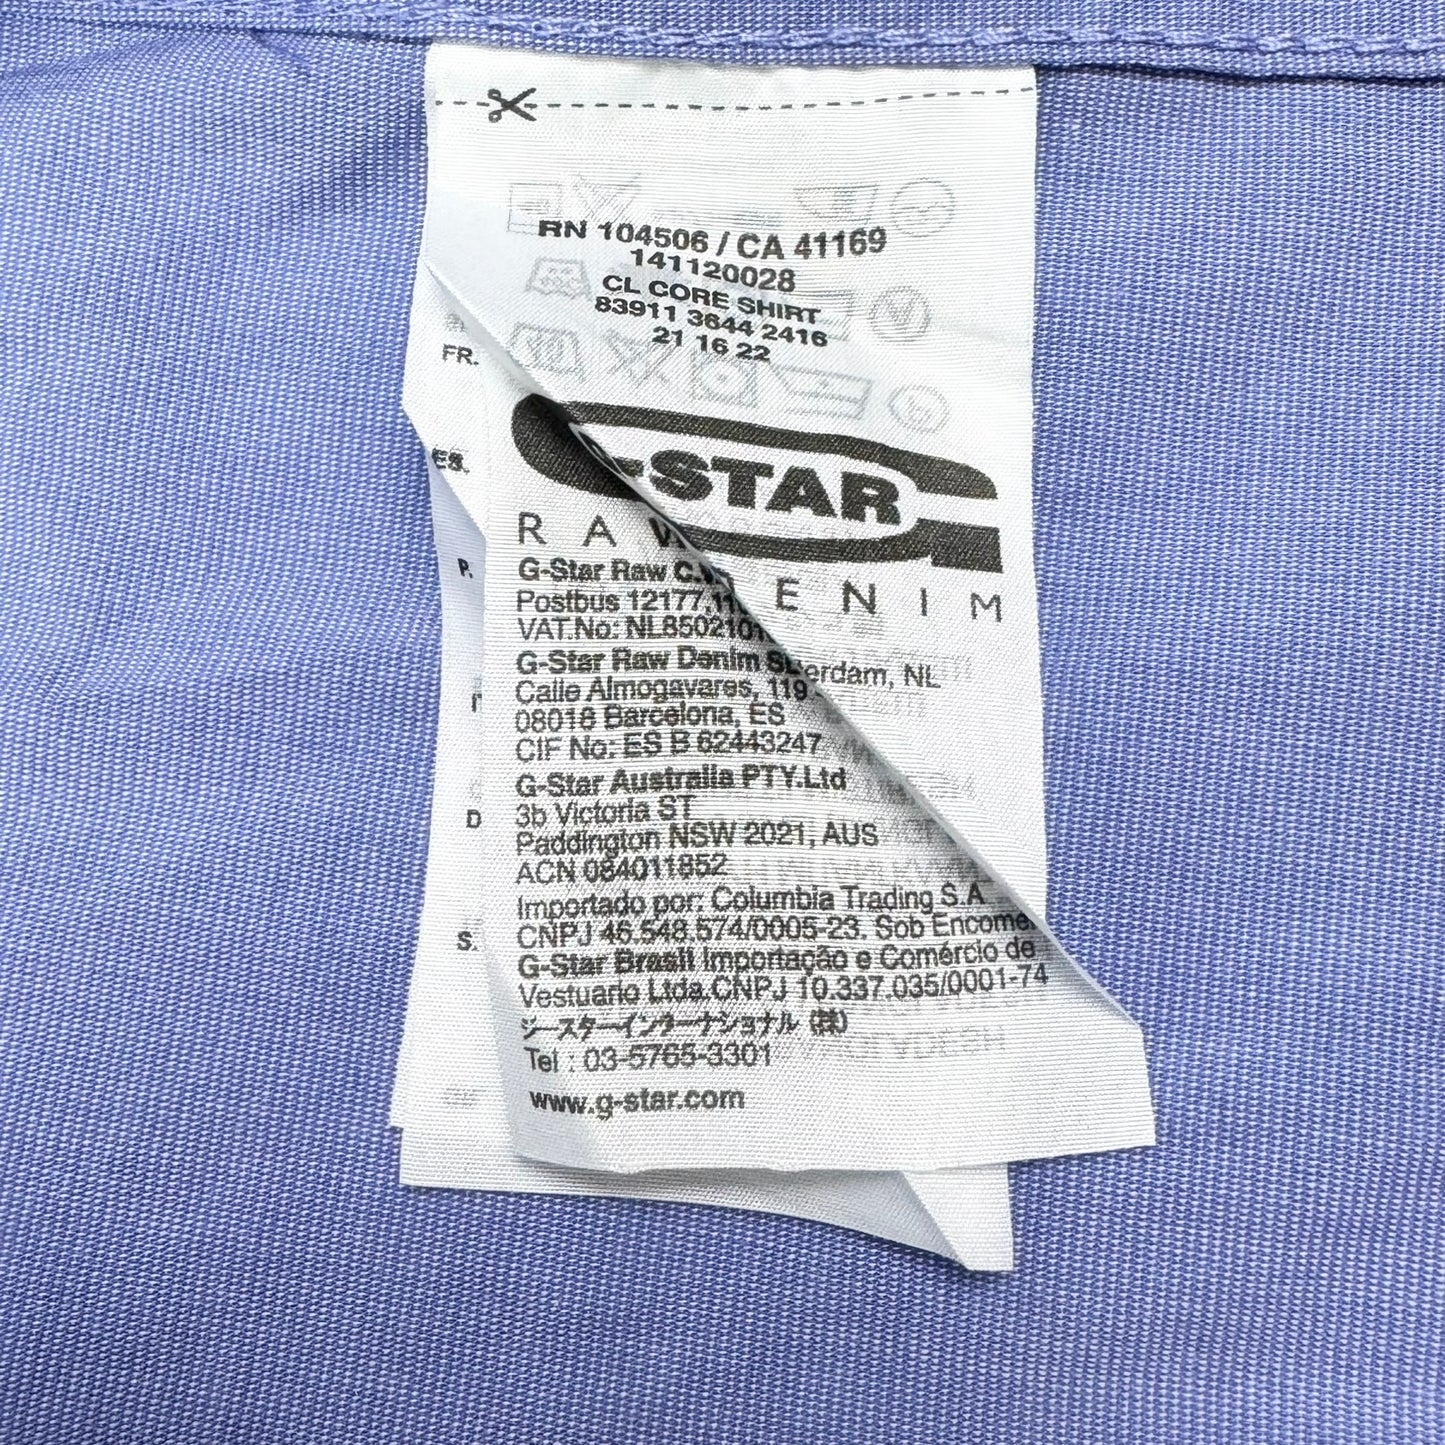 RN 104506 / CA 41169
141120028
CL CORE SHIRT
83911 3644 2416
21 16 22
FR.
ES.
P.
D
S.
G-STAR
RAW DENIM
G-Star Raw C.V.
Postbus 12177,
VAT.No:
G-Star Raw Denim
erdam, NL
Calle Almogavares, 119
08018 Barcelona, ES
CIF No: ES B 62443247
G-Star Australia PTY.Ltd
3b Victoria ST
Paddington NSW 2021, AUS
ACN 084011852
Importado por: Columbia Trading S.A
CNPJ 46.548.574/0005-23. Sob Encome
G-Star Brasil Importação e Comércio de
Vestuario Ltda.CNPJ 10.337.035/0001-74
ジースターインターナショナル (株)
Tel : 03-5765-3301
www.g-star.com